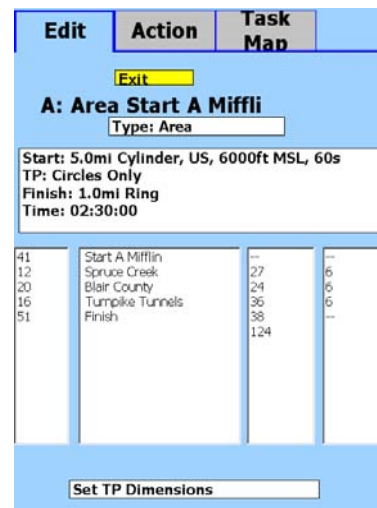 Edit Action Task Map
Exit
A: Area Start A Miffli
Type: Area
Start: 5.0mi Cylinder, US, 6000ft MSL, 60s
TP: Circles Only
Finish: 1.0mi Ring
Time: 02:30:00
41 Start A Mifflin --
12 Spruce Creek 27 6
20 Blair County 24 6
16 Turnpike Tunnels 36 6
51 Finish 38 --
124
Set TP Dimensions